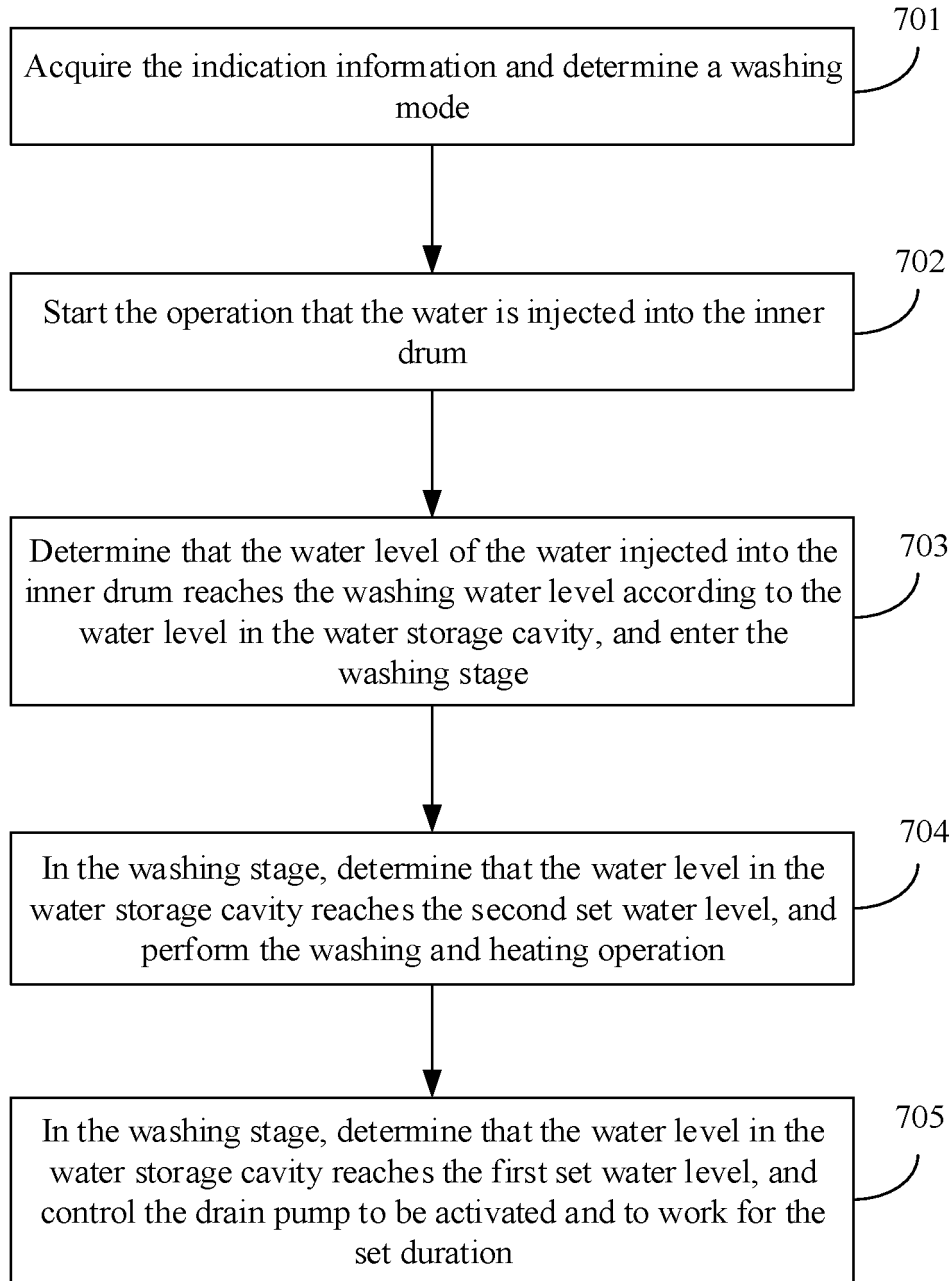 701
Acquire the indication information and determine a washing
mode
702
Start the operation that the water is injected into the inner
drum
703
Determine that the water level of the water injected into the
inner drum reaches the washing water level according to the
water level in the water storage cavity, and enter the
washing stage
704
In the washing stage, determine that the water level in the
water storage cavity reaches the second set water level, and
perform the washing and heating operation
705
In the washing stage, determine that the water level in the
water storage cavity reaches the first set water level, and
control the drain pump to be activated and to work for the
set duration